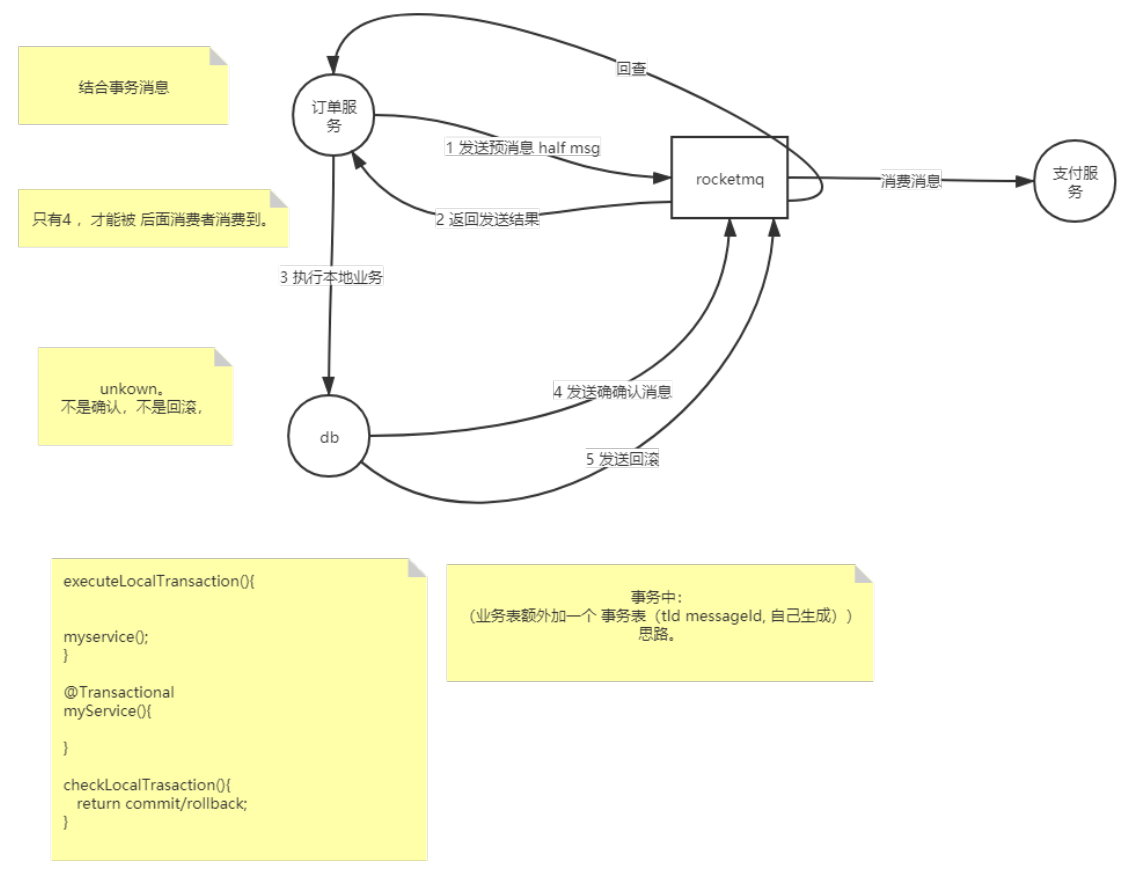 回查
结合事务消息
订单服
务
1 发送预消息 half msg
rocketmq
消费消息
支付服
务
只有4 ，才能被 后面消费者消费到。
2 返回发送结果
3 执行本地业务
unkown。
不是确认，不是回滚，
4 发送确确认消息
db
5 发送回滚
executeLocalTransaction(){
myservice();
}
@Transactional
myService(){
}
checkLocalTrasaction(){
return commit/rollback;
}
事务中：
（业务表额外加一个 事务表（tId messageId, 自己生成））
思路。